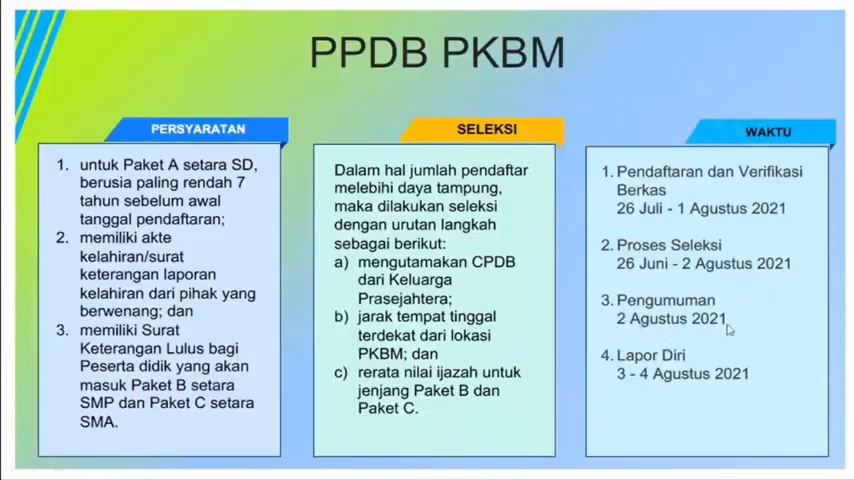 PPDB PKBM
PERSYARATAN
1. untuk Paket A setara SD,
berusia paling rendah 7
tahun sebelum awal
tanggal pendaftaran;
2. memiliki akte
kelahiran/surat
keterangan laporan
kelahiran dari pihak yang
berwenang; dan
3. memiliki Surat
Keterangan Lulus bagi
Peserta didik yang akan
masuk Paket B setara
SMP dan Paket C setara
SMA.
SELEKSI
Dalam hal jumlah pendaftar
melebihi daya tampung,
maka dilakukan seleksi
dengan urutan langkah
sebagai berikut:
a) mengutamakan CPDB
dari Keluarga
Prasejahtera;
b) jarak tempat tinggal
terdekat dari lokasi
PKBM; dan
c) rerata nilai ijazah untuk
jenjang Paket B dan
Paket C.
WAKTU
1. Pendaftaran dan Verifikasi
Berkas
26 Juli - 1 Agustus 2021
2. Proses Seleksi
26 Juni - 2 Agustus 2021
3. Pengumuman
2 Agustus 2021
4. Lapor Diri
3 - 4 Agustus 2021